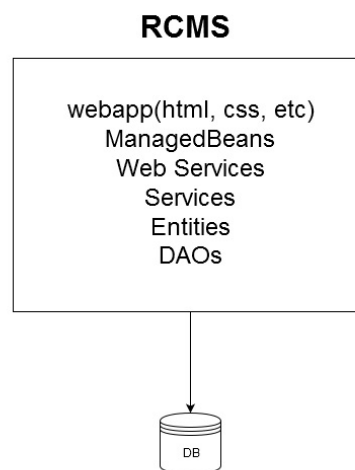 RCMS
webapp(html, css, etc)
ManagedBeans
Web Services
Services
Entities
DAOs
DB